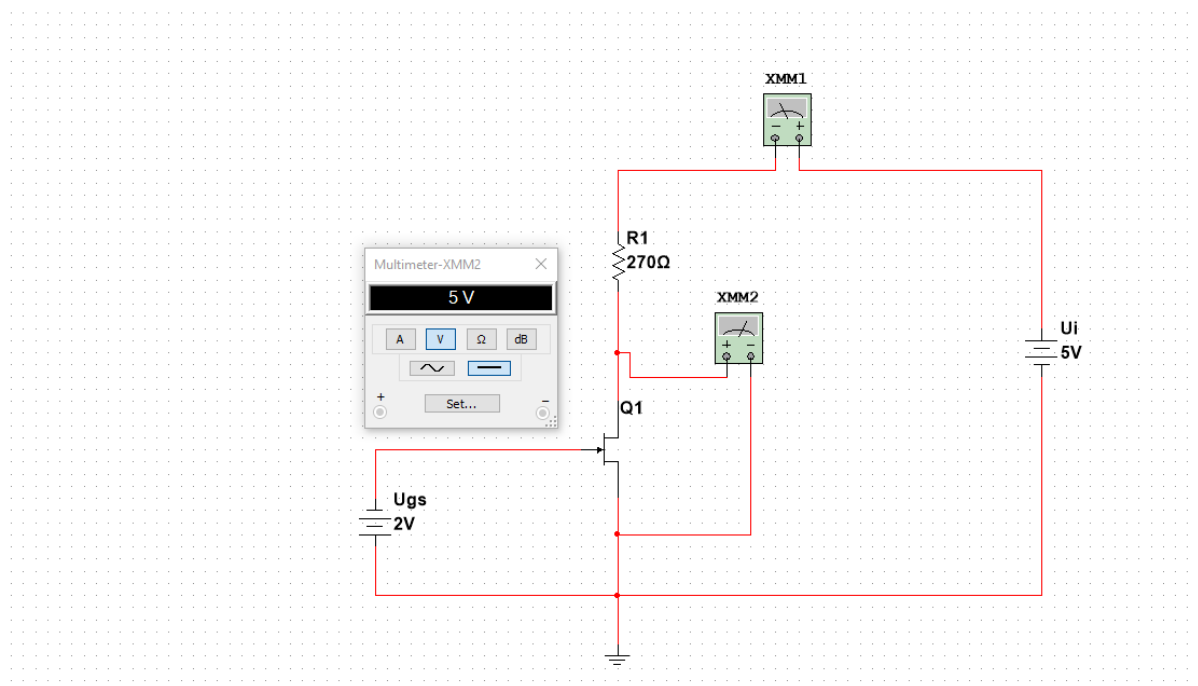 XMM1
R1
270Ω
Multimeter-XMM2
5 V
XMM2
A V Ω dB
Ui
5V
+ −
Set...
Q1
Ugs
2V